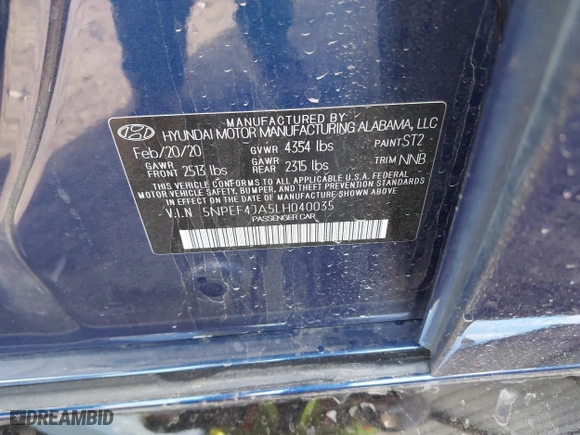 MANUFACTURED BY
HYUNDAI MOTOR MANUFACTURING ALABAMA, LLC
Feb/20/20 GVWR 4354 lbs PAINT ST2
GAWR FRONT 2513 lbs GAWR REAR 2315 lbs TRIM NNB
THIS VEHICLE CONFORMS TO ALL APPLICABLE U.S.A FEDERAL
MOTOR VEHICLE SAFETY, BUMPER, AND THEFT PREVENTION STANDARDS
IN EFFECT ON THE DATE OF MANUFACTURE SHOWN ABOVE.
V.I.N 5NPEF4JA5LH040035
PASSENGER CAR
DREAMBID